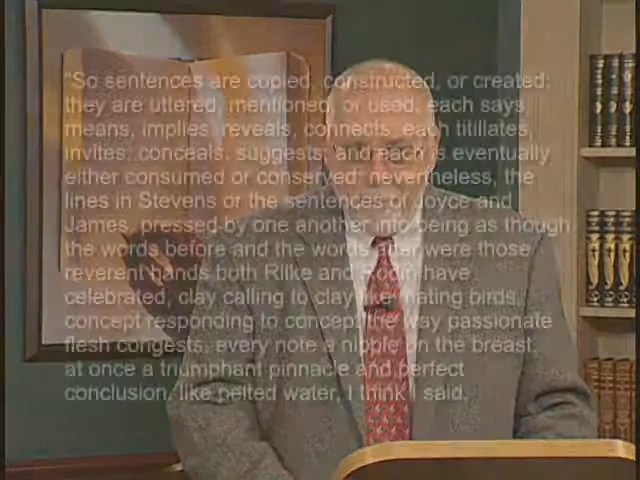 "So sentences are copied, constructed, or created;
they are uttered, mentioned, or used; each says
means, implies, reveals, connects; each titillates,
invites, conceals, suggests; and each is eventually
either consumed or conserved; nevertheless, the
lines in Stevens or the sentences of Joyce and
James, pressed by one another into being as though
the words before and the words after were those
reverent hands both Rilke and Rodin have
celebrated, clay calling to clay like mating birds,
concept responding to concept the way passionate
flesh congests, every note a nipple on the breast,
at once a triumphant pinnacle and perfect
conclusion, like pelted water, I think I said,